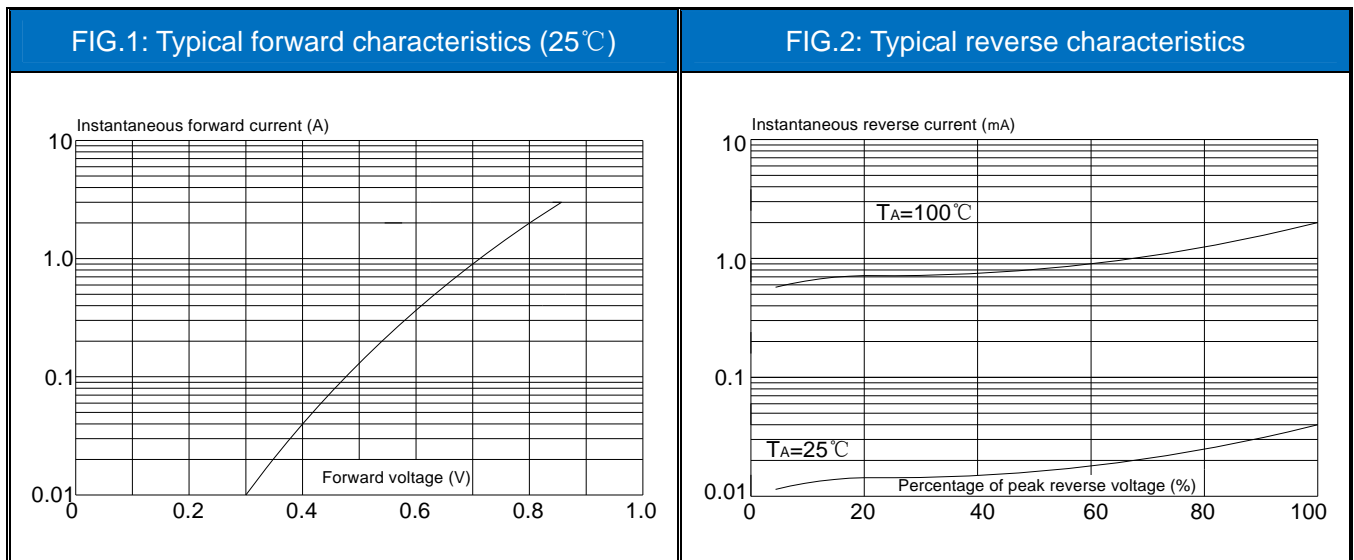 FIG.1: Typical forward characteristics (25℃)
Instantaneous forward current (A)
10
1.0
0.1
0.01
Forward voltage (V)
0 0.2 0.4 0.6 0.8 1.0
FIG.2: Typical reverse characteristics
Instantaneous reverse current (mA)
10
TA=100℃
1.0
0.1
TA=25℃
0.01
Percentage of peak reverse voltage (%)
0 20 40 60 80 100